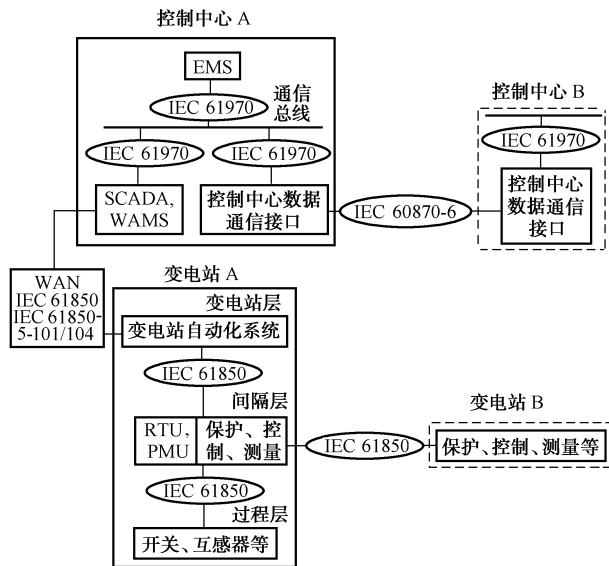 控制中心 A
EMS
IEC 61970
通信
总线
IEC 61970
IEC 61970
SCADA,
WAMS
控制中心数据
通信接口
IEC 60870-6
控制中心 B
IEC 61970
控制中心
数据通信
接口
WAN
IEC 61850
IEC 61850-
5-101/104
变电站 A
变电站层
变电站自动化系统
IEC 61850
间隔层
RTU,
PMU
保护、控
制、测量
IEC 61850
过程层
开关、互感器等
IEC 61850
变电站 B
保护、控制、测量等